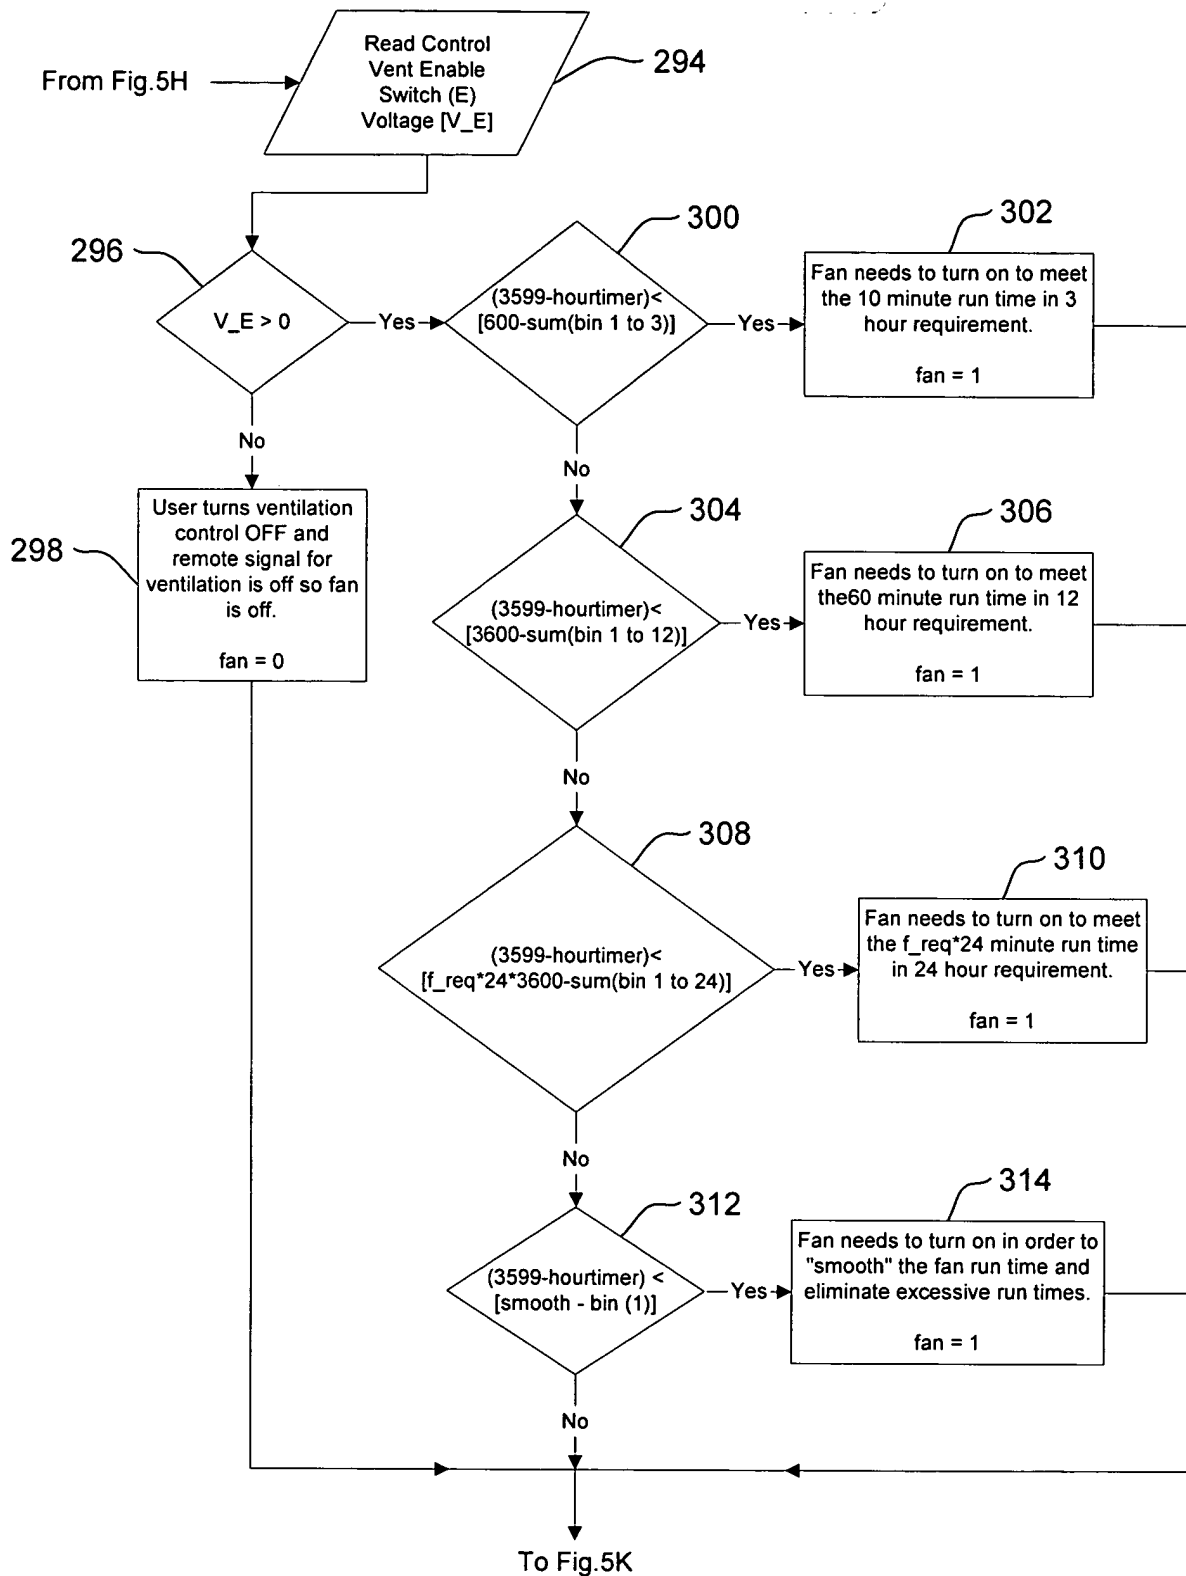 From Fig.5H
Read Control
Vent Enable
Switch (E)
Voltage [V_E]
294
296
V_E > 0
Yes
No
298
User turns ventilation
control OFF and
remote signal for
ventilation is off so fan
is off.
fan = 0
300
(3599-hourtimer)<
[600-sum(bin 1 to 3)]
Yes
No
302
Fan needs to turn on to meet
the 10 minute run time in 3
hour requirement.
fan = 1
304
(3599-hourtimer)<
[3600-sum(bin 1 to 12)]
Yes
No
306
Fan needs to turn on to meet
the60 minute run time in 12
hour requirement.
fan = 1
308
(3599-hourtimer)<
[f_req*24*3600-sum(bin 1 to 24)]
Yes
No
310
Fan needs to turn on to meet
the f_req*24 minute run time
in 24 hour requirement.
fan = 1
312
(3599-hourtimer) <
[smooth - bin (1)]
Yes
No
314
Fan needs to turn on in order to
"smooth" the fan run time and
eliminate excessive run times.
fan = 1
To Fig.5K